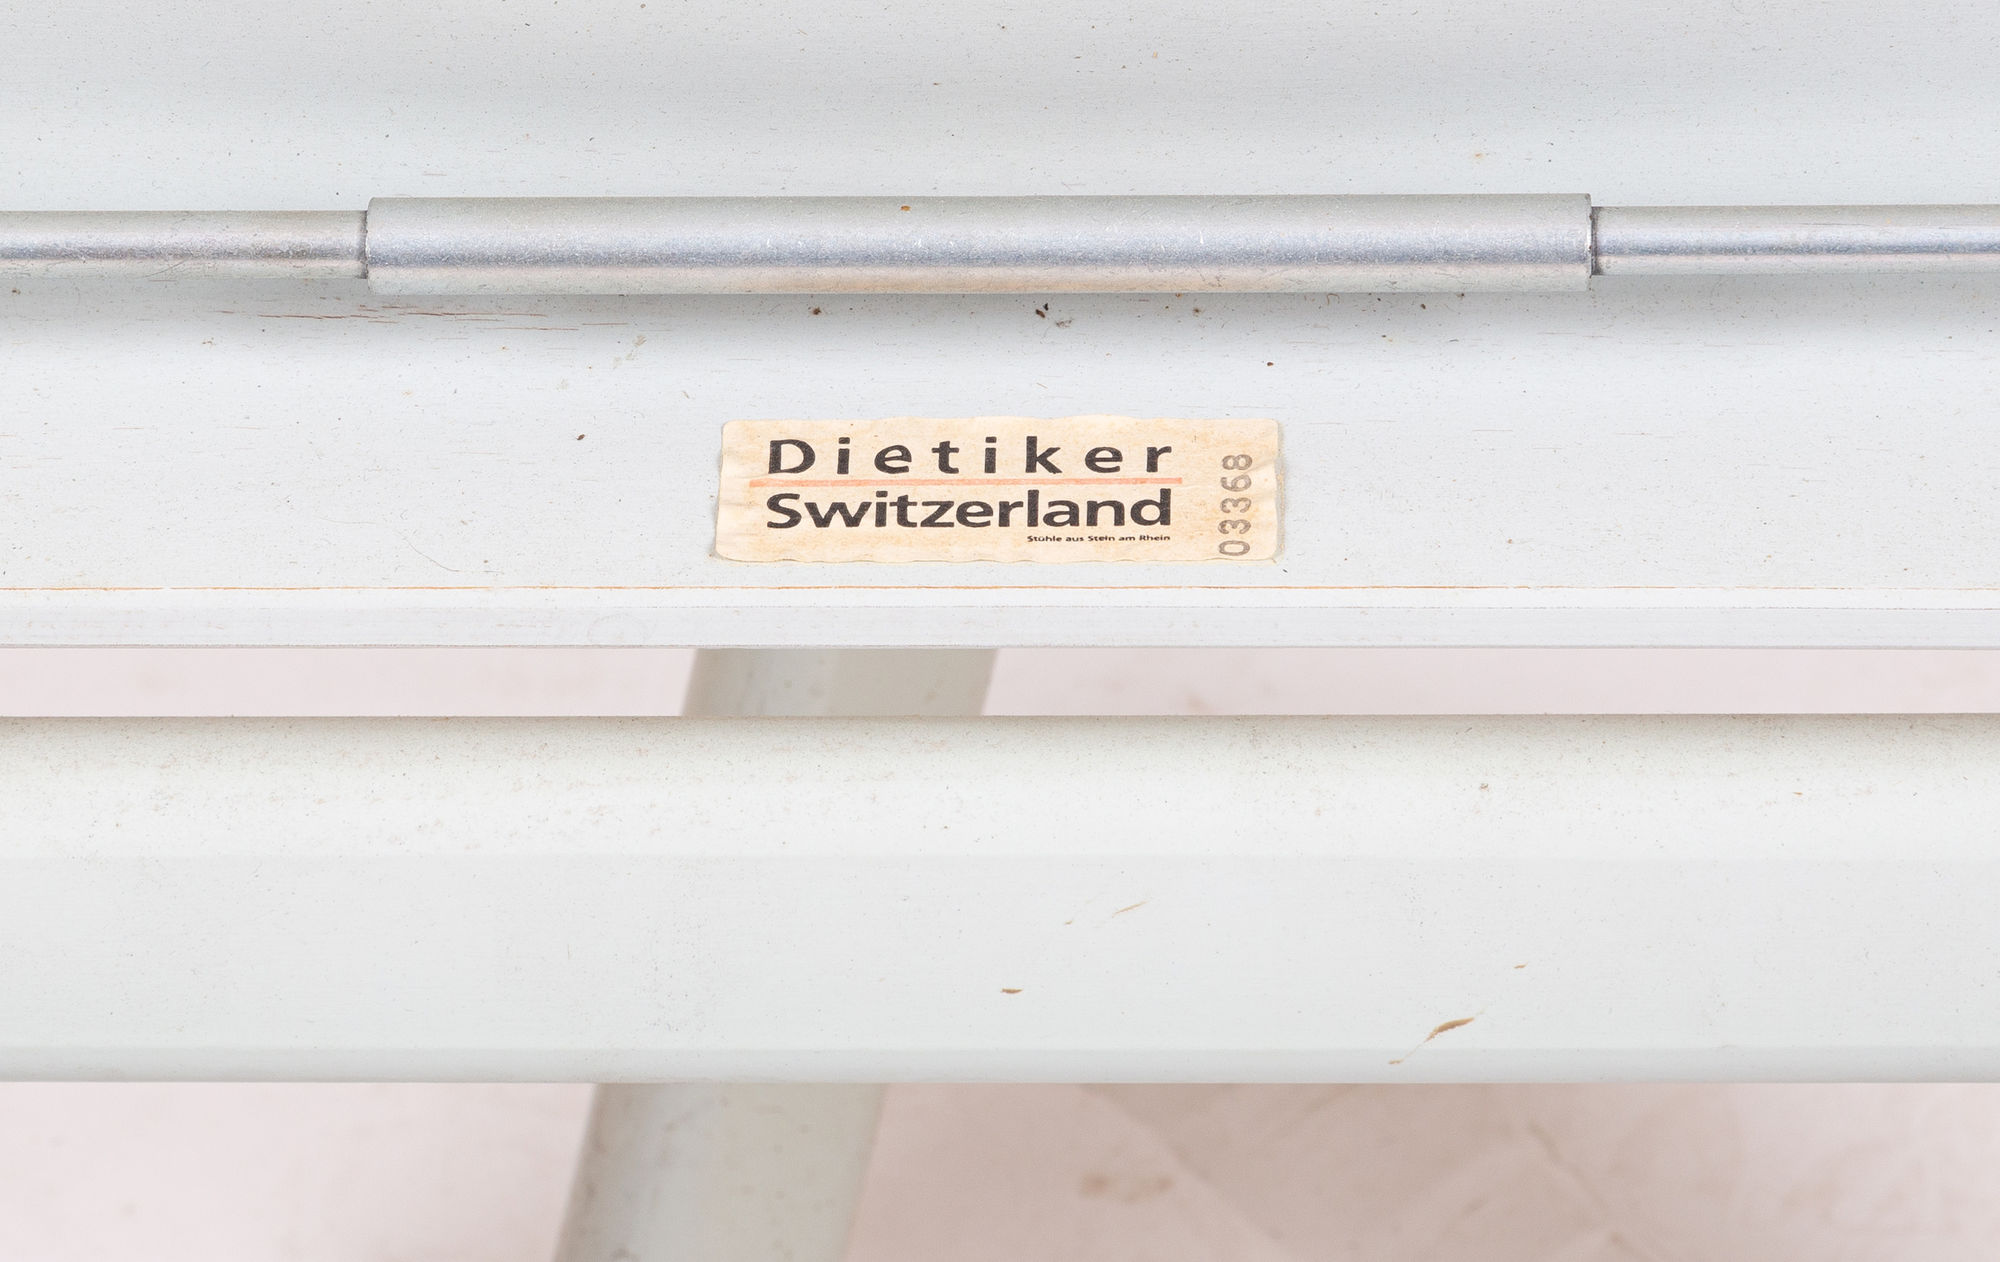 Dietiker
Switzerland
Stühle aus Stein am Rhein
03368